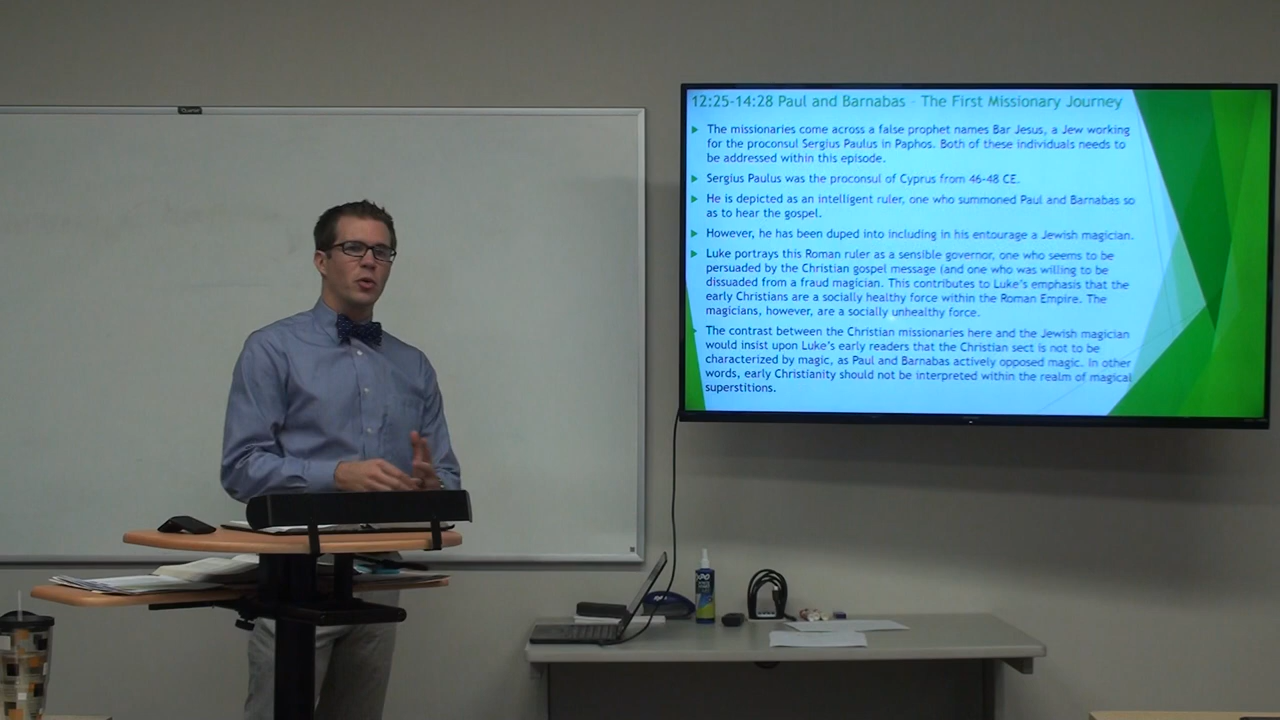 12:25-14:28 Paul and Barnabas – The First Missionary Journey
The missionaries come across a false prophet names Bar Jesus, a Jew working
for the proconsul Sergius Paulus in Paphos. Both of these individuals needs to
be addressed within this episode.
Sergius Paulus was the proconsul of Cyprus from 46-48 CE.
He is depicted as an intelligent ruler, one who summoned Paul and Barnabas so
as to hear the gospel.
However, he has been duped into including in his entourage a Jewish magician.
Luke portrays this Roman ruler as a sensible governor, one who seems to be
persuaded by the Christian gospel message (and one who was willing to be
dissuaded from a fraud magician. This contributes to Luke's emphasis that the
early Christians are a socially healthy force within the Roman Empire. The
magicians, however, are a socially unhealthy force.
The contrast between the Christian missionaries here and the Jewish magician
would insist upon Luke's early readers that the Christian sect is not to be
characterized by magic, as Paul and Barnabas actively opposed magic. In other
words, early Christianity should not be interpreted within the realm of magical
superstitions.
EXPO